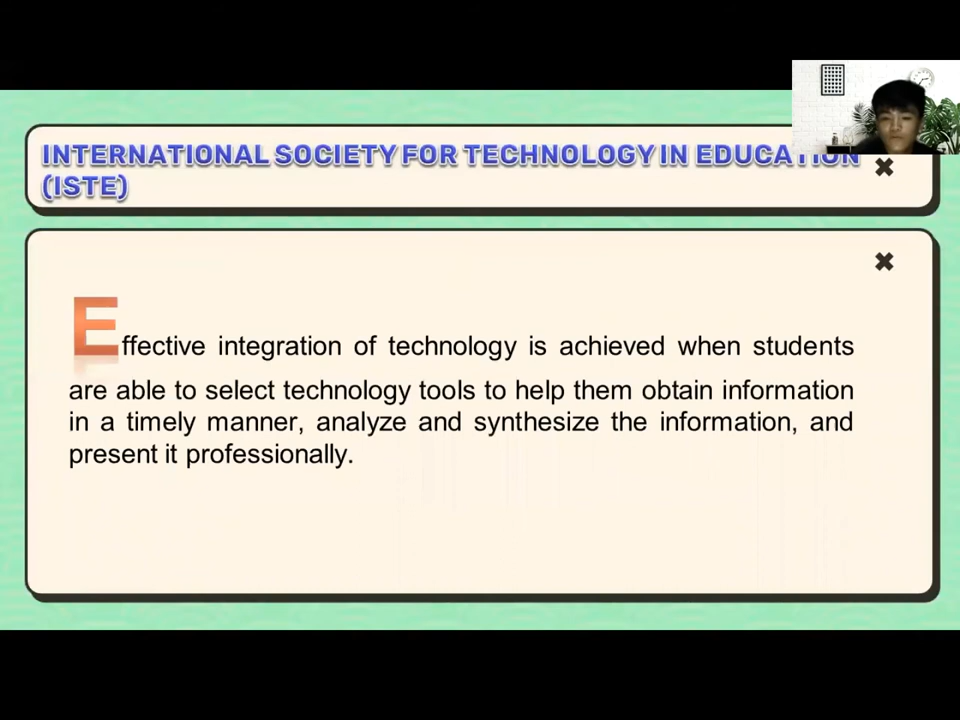 INTERNATIONAL SOCIETY FOR TECHNOLOGY IN EDUCATION
(ISTE)
Effective integration of technology is achieved when students
are able to select technology tools to help them obtain information
in a timely manner, analyze and synthesize the information, and
present it professionally.